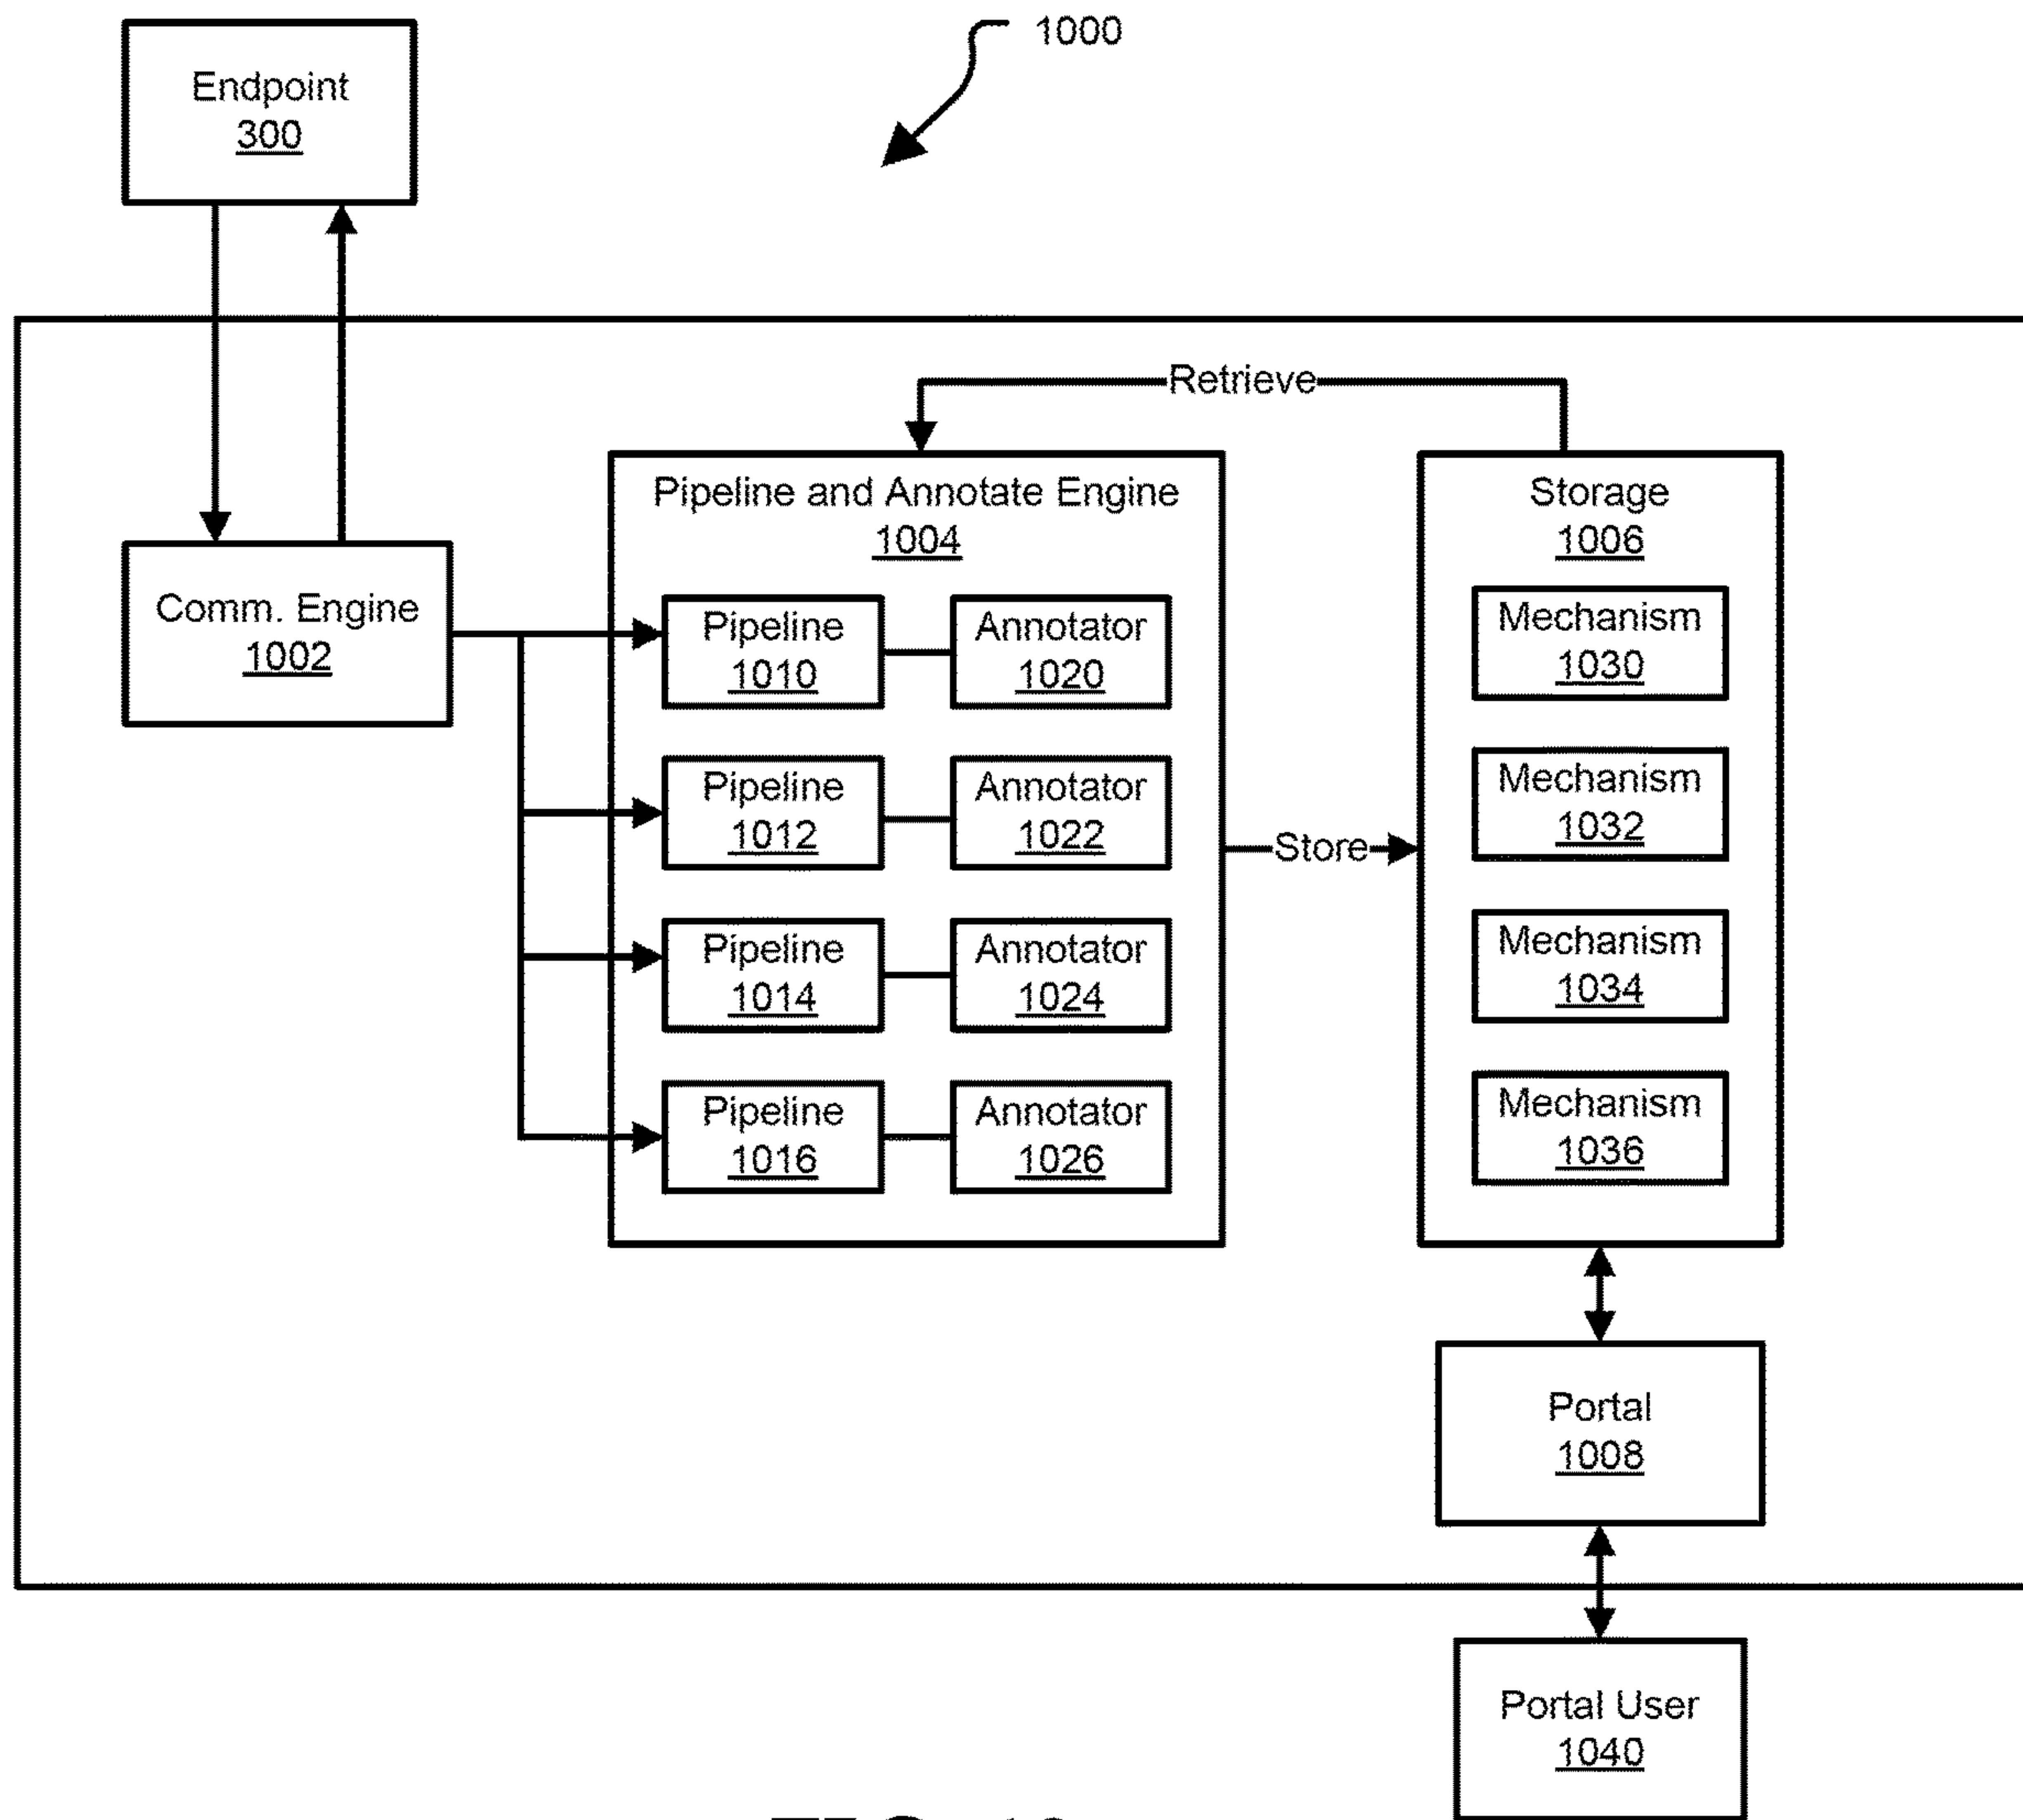 1000
Endpoint
300
Retrieve
Pipeline and Annotate Engine
1004
Storage
1006
Comm. Engine
1002
Pipeline
1010
Annotator
1020
Mechanism
1030
Pipeline
1012
Annotator
1022
Mechanism
1032
Store
Pipeline
1014
Annotator
1024
Mechanism
1034
Pipeline
1016
Annotator
1026
Mechanism
1036
Portal
1008
Portal User
1040